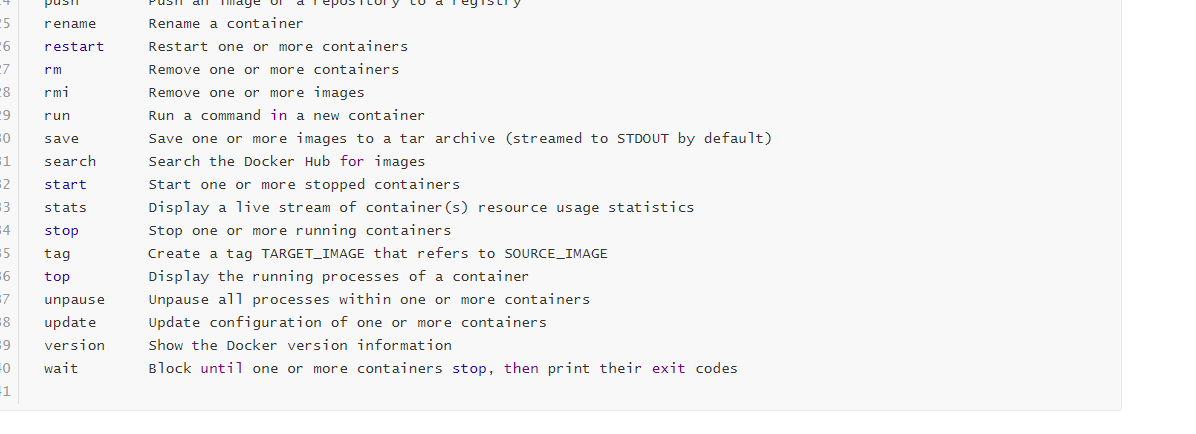 push Push an image or a repository to a registry
25 rename Rename a container
26 restart Restart one or more containers
27 rm Remove one or more containers
28 rmi Remove one or more images
29 run Run a command in a new container
30 save Save one or more images to a tar archive (streamed to STDOUT by default)
31 search Search the Docker Hub for images
32 start Start one or more stopped containers
33 stats Display a live stream of container(s) resource usage statistics
34 stop Stop one or more running containers
35 tag Create a tag TARGET_IMAGE that refers to SOURCE_IMAGE
36 top Display the running processes of a container
37 unpause Unpause all processes within one or more containers
38 update Update configuration of one or more containers
39 version Show the Docker version information
40 wait Block until one or more containers stop, then print their exit codes
41